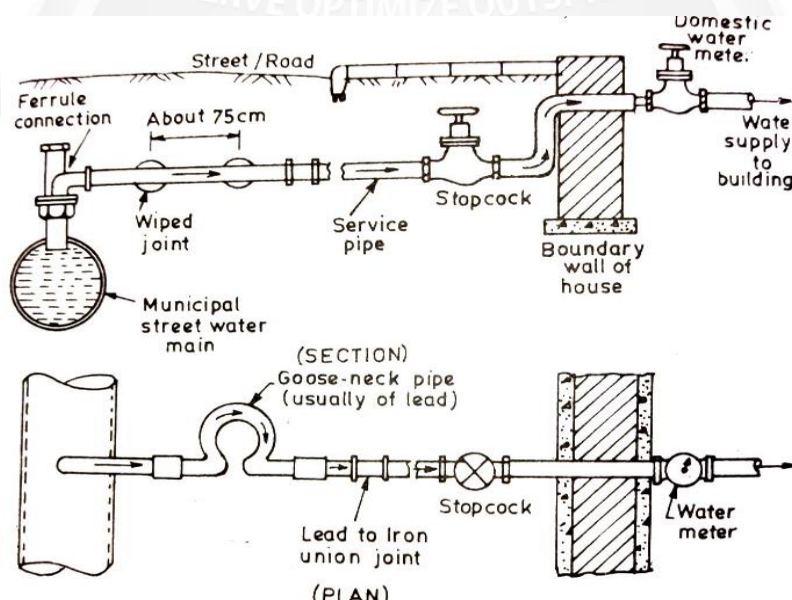 OPTIMIZE
Domestic
water
Street/Road
Ferrule
connection
About 75cm
Water
supply
to
building
Stopcock
Wiped
joint
Service
pipe
Boundary
wall of
house
Municipal
street water
main
(SECTION)
Goose-neck pipe
(usually of lead)
Stopcock
Water
meter
Lead to Iron
union joint
(PLAN)